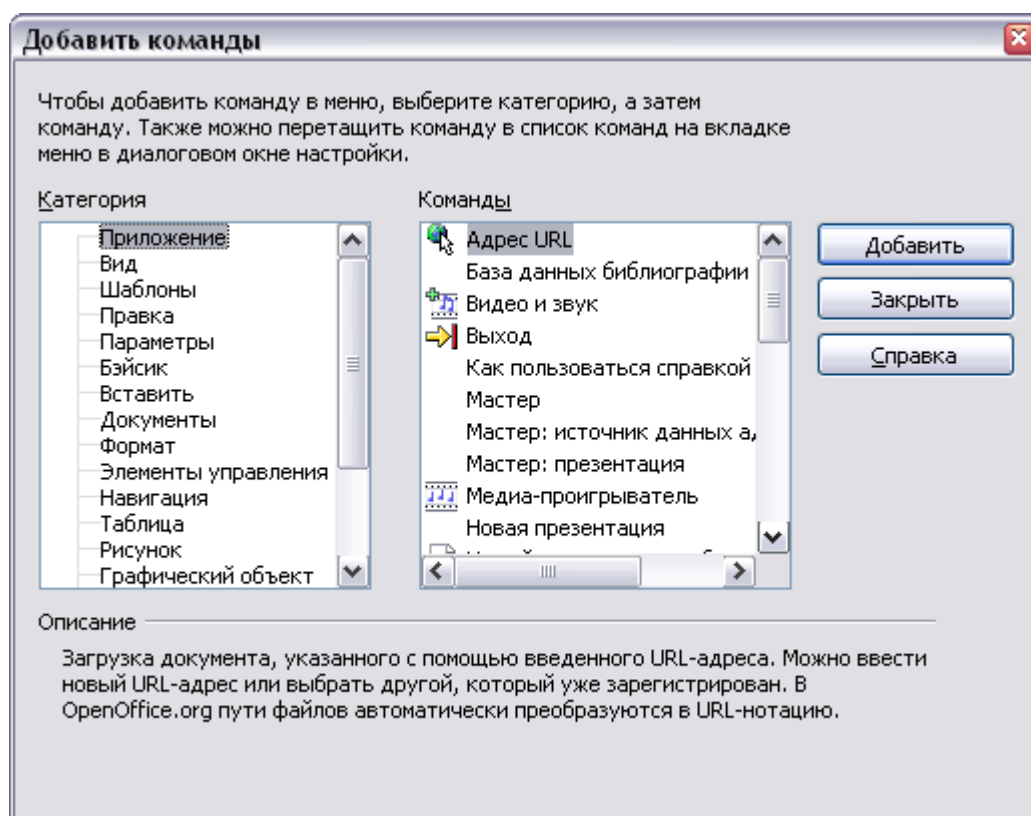 Добавить команды
Чтобы добавить команду в меню, выберите категорию, а затем
команду. Также можно перетащить команду в список команд на вкладке
меню в диалоговом окне настройки.
Категория
Приложение
Вид
Шаблоны
Правка
Параметры
Бэйсик
Вставить
Документы
Формат
Элементы управления
Навигация
Таблица
Рисунок
Графический объект
Команды
Адрес URL
База данных библиографии
Видео и звук
Выход
Как пользоваться справкой
Мастер
Мастер: источник данных а
Мастер: презентация
Медиа-проигрыватель
Новая презентация
Добавить
Закрыть
Справка
Описание
Загрузка документа, указанного с помощью введенного URL-адреса. Можно ввести
новый URL-адрес или выбрать другой, который уже зарегистрирован. В
OpenOffice.org пути файлов автоматически преобразуются в URL-нотацию.